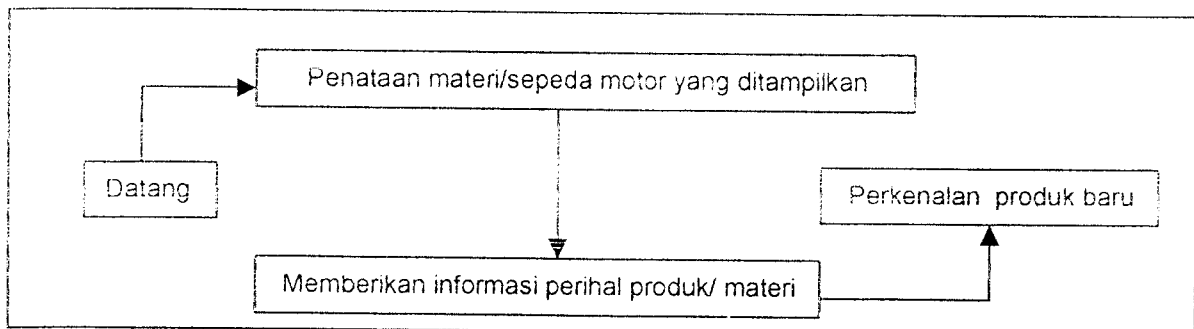 Datang
Penataan materi/sepeda motor yang ditampilkan
Memberikan informasi perihal produk/ materi
Perkenalan produk baru